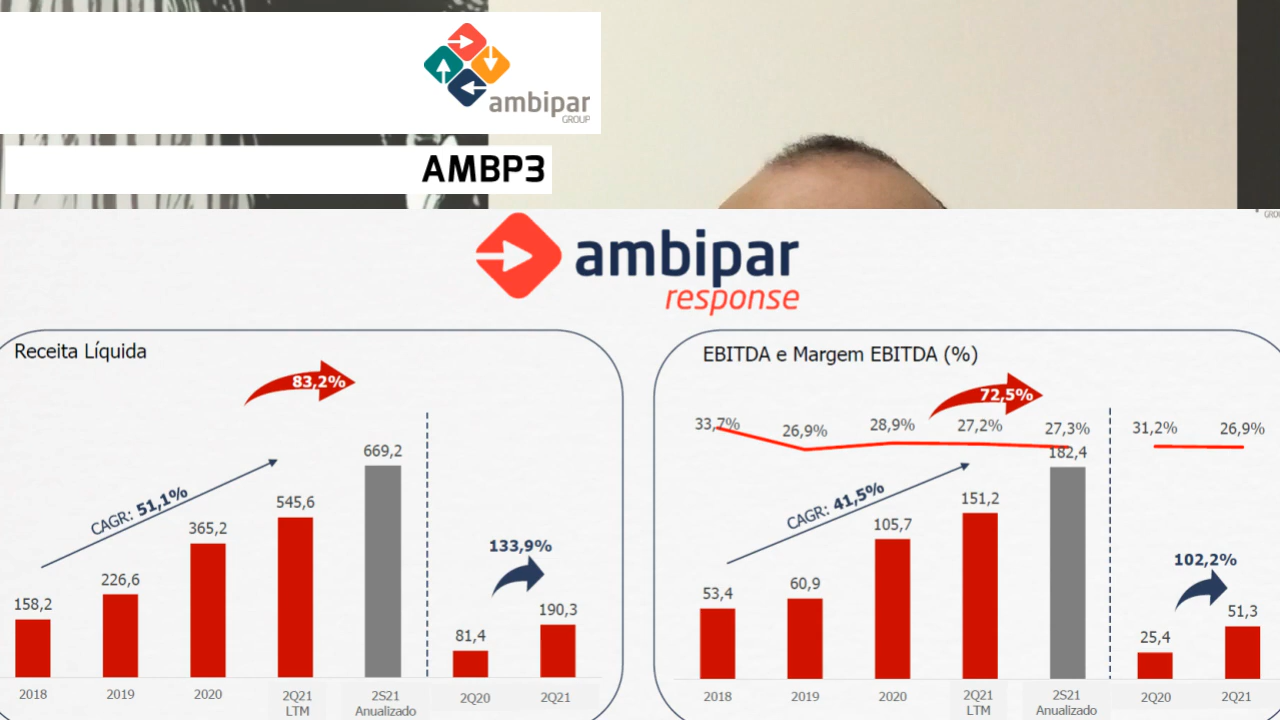 ambipar
GROUP
AMBP3
ambipar
response
Receita Líquida
83,2%
CAGR: 51,1%
158,2
226,6
365,2
545,6
669,2
133,9%
81,4
190,3
2018
2019
2020
2Q21
LTM
2S21
Anualizado
2Q20
2Q21
EBITDA e Margem EBITDA (%)
72,5%
33,7%
26,9%
28,9%
27,2%
27,3%
31,2%
26,9%
CAGR: 41,5%
53,4
60,9
105,7
151,2
182,4
102,2%
25,4
51,3
2018
2019
2020
2Q21
LTM
2S21
Anualizado
2Q20
2Q21